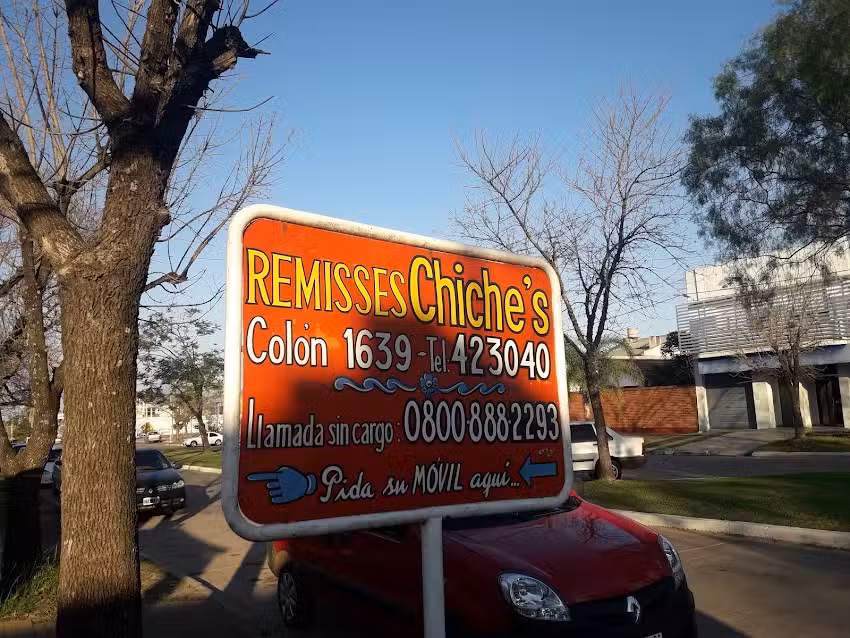 REMISSES Chiche's
Colón 1639 - Tel. 423040
Llamada sin cargo: 0800-888-2293
Pida su MÓVIL aquí...